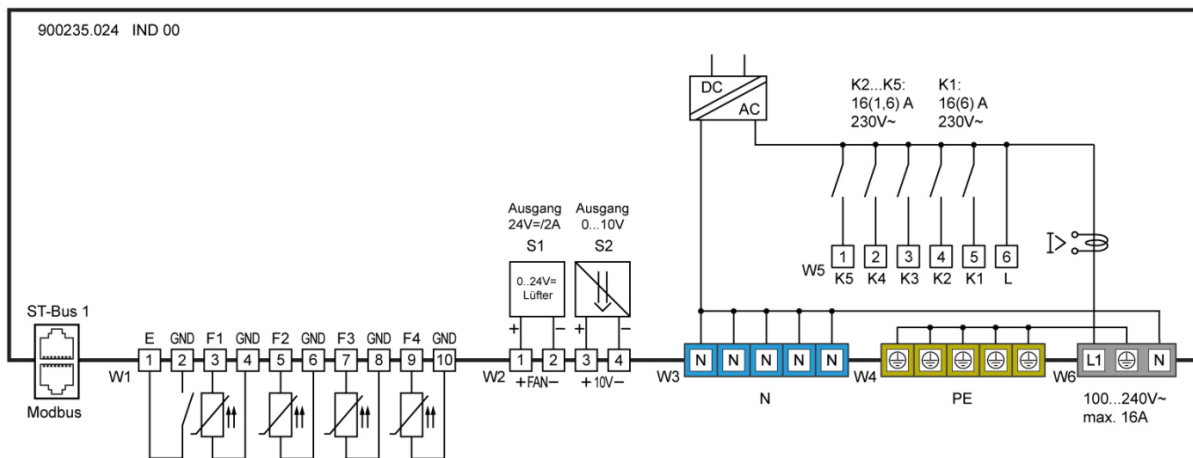 900235.024 IND 00
DC
AC
K2...K5:
16(1,6) A
230V~
K1:
16(6) A
230V~
Ausgang
24V=/2A
S1
Ausgang
0...10V
S2
0..24V=
Lüfter
+ − + −
W5
1 2 3 4 5 6
K5 K4 K3 K2 K1 L
I>
ST-Bus 1
Modbus
E GND F1 GND F2 GND F3 GND F4 GND
1 2 3 4 5 6 7 8 9 10
W1
W2
1 2 3 4
+FAN− +10V−
W3
N N N N N
N
W4
PE
W6
L1 N
100...240V~
max. 16A